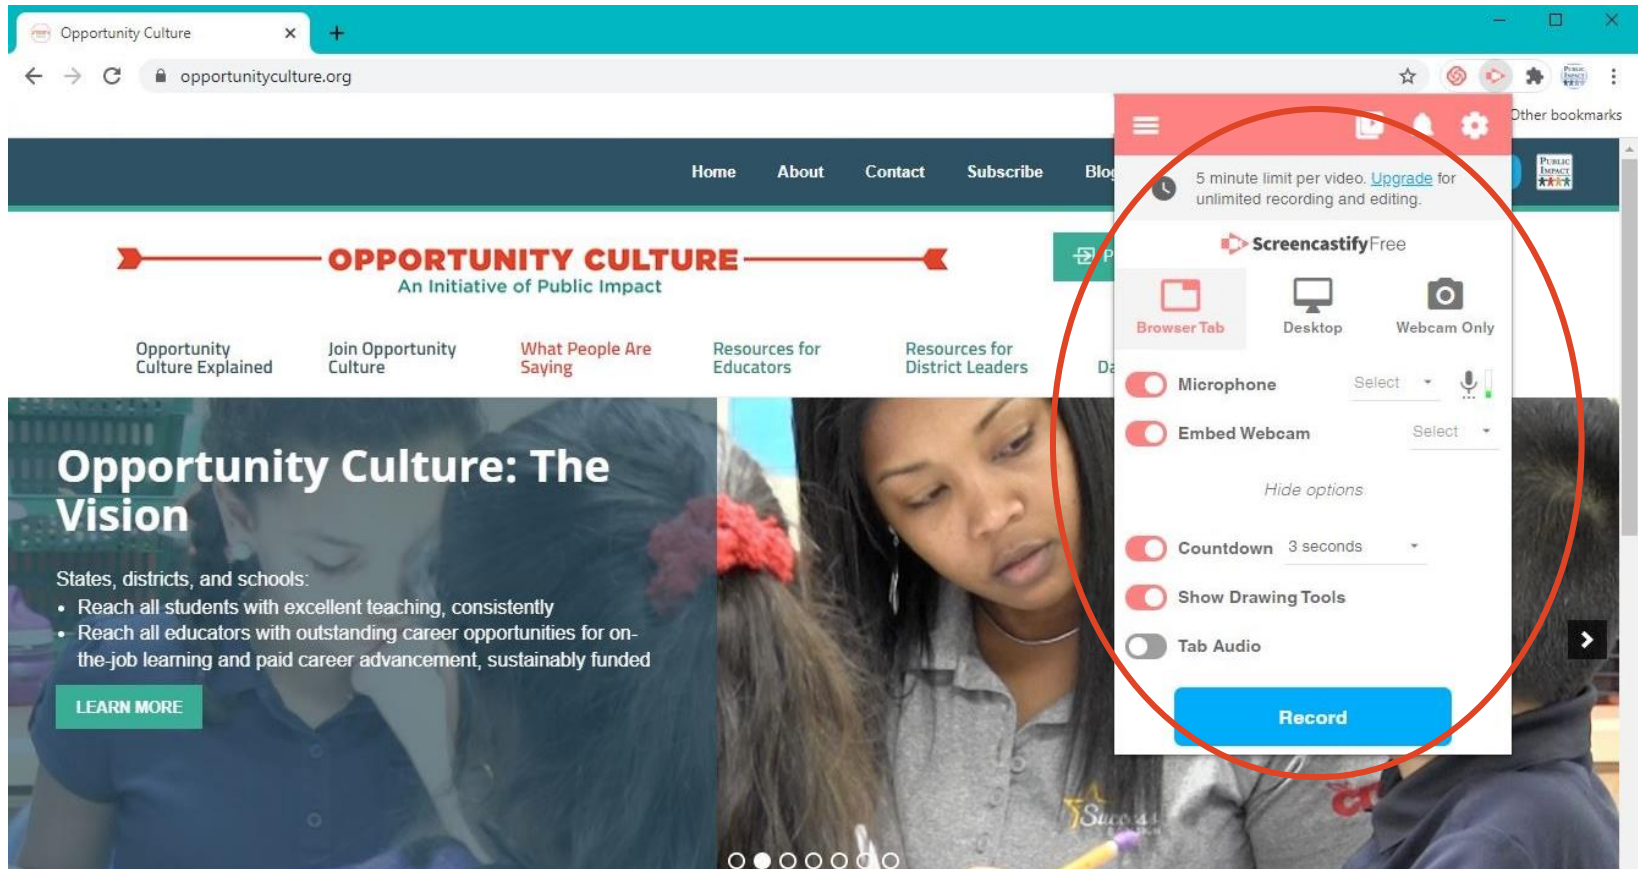 Opportunity Culture
opportunityculture.org
Other bookmarks
Home
About
Contact
Subscribe
PUBLIC
IMPACT
OPPORTUNITY CULTURE
An Initiative of Public Impact
Opportunity
Culture Explained
Join Opportunity
Culture
What People Are
Saying
Resources for
Educators
Resources for
District Leaders
Opportunity Culture: The
Vision
States, districts, and schools:
• Reach all students with excellent teaching, consistently
• Reach all educators with outstanding career opportunities for on-
the-job learning and paid career advancement, sustainably funded
LEARN MORE
Success
5 minute limit per video. Upgrade for
unlimited recording and editing.
Screencastify Free
Browser Tab
Desktop
Webcam Only
Microphone
Select
Embed Webcam
Select
Hide options
Countdown
3 seconds
Show Drawing Tools
Tab Audio
Record